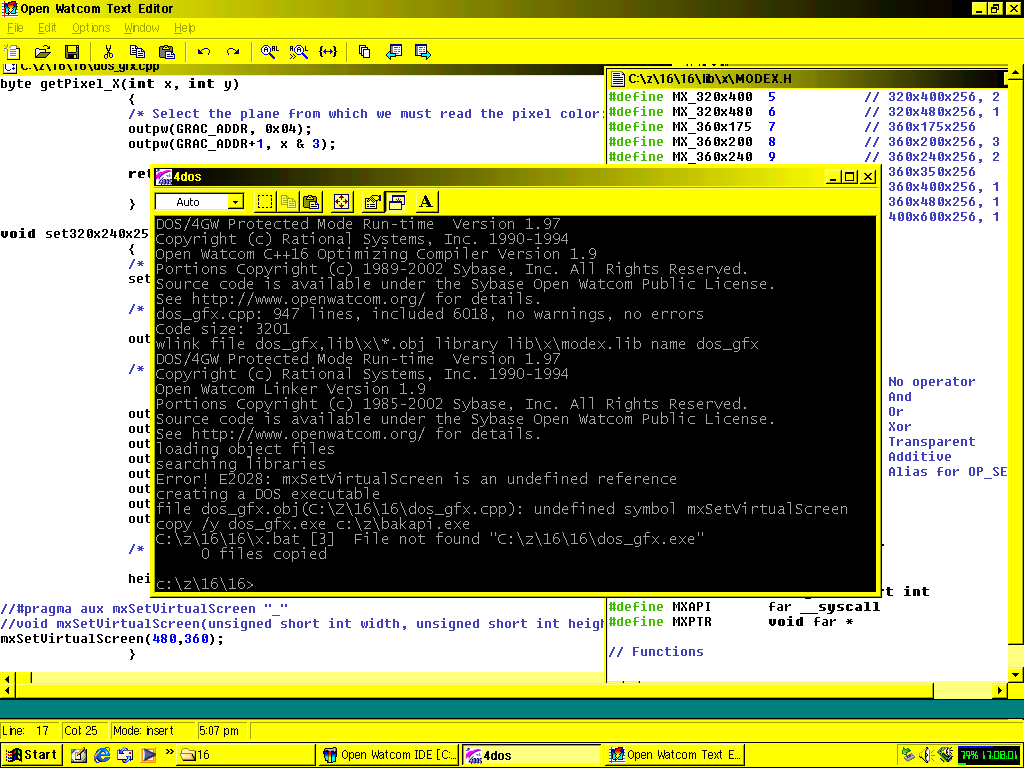 Open Watcom Text Editor
File Edit Options Window Help
C:\z\16\16\dos_gfx.cpp
byte getPixel_X(int x, int y)
{
/* Select the plane from which we must read the pixel color:
outpw(GRAC_ADDR, 0x04);
outpw(GRAC_ADDR+1, x & 3);
ret
}
void set320x240x25
{
/*
set
/*
out
/*
out
out
out
out
out
out
out
out
/*
hei
//#pragma aux mxSetVirtualScreen "_"
//void mxSetVirtualScreen(unsigned short int width, unsigned short int heigh
mxSetVirtualScreen(480,360);
}
C:\z\16\16\lib\x\MODEX.H
#define MX_320x400 5 // 320x400x256, 2
#define MX_320x480 6 // 320x480x256, 1
#define MX_360x175 7 // 360x175x256
#define MX_360x200 8 // 360x200x256, 3
#define MX_360x240 9 // 360x240x256, 2
360x350x256
360x400x256, 1
360x480x256, 1
400x600x256, 1
No operator
And
Or
Xor
Transparent
Additive
Alias for OP_SE
rt int
#define MXAPI far __syscall
#define MXPTR void far *
// Functions
4dos
Auto
A
DOS/4GW Protected Mode Run-time  Version 1.97
Copyright (c) Rational Systems, Inc. 1990-1994
Open Watcom C++16 Optimizing Compiler Version 1.9
Portions Copyright (c) 1989-2002 Sybase, Inc. All Rights Reserved.
Source code is available under the Sybase Open Watcom Public License.
See http://www.openwatcom.org/ for details.
dos_gfx.cpp: 947 lines, included 6018, no warnings, no errors
Code size: 3201
wlink file dos_gfx,lib\x\*.obj library lib\x\modex.lib name dos_gfx
DOS/4GW Protected Mode Run-time  Version 1.97
Copyright (c) Rational Systems, Inc. 1990-1994
Open Watcom Linker Version 1.9
Portions Copyright (c) 1985-2002 Sybase, Inc. All Rights Reserved.
Source code is available under the Sybase Open Watcom Public License.
See http://www.openwatcom.org/ for details.
loading object files
searching libraries
Error! E2028: mxSetVirtualScreen is an undefined reference
creating a DOS executable
file dos_gfx.obj(C:\Z\16\16\dos_gfx.cpp): undefined symbol mxSetVirtualScreen
copy /y dos_gfx.exe c:\z\bakapi.exe
C:\z\16\16\x.bat [3]  File not found "C:\z\16\16\dos_gfx.exe"
0 files copied
c:\z\16\16>
Line: 17 Col: 25 Mode: insert 5:07 pm
Start » 16 Open Watcom IDE [C:... 4dos Open Watcom Text E... 79% 17:08:01